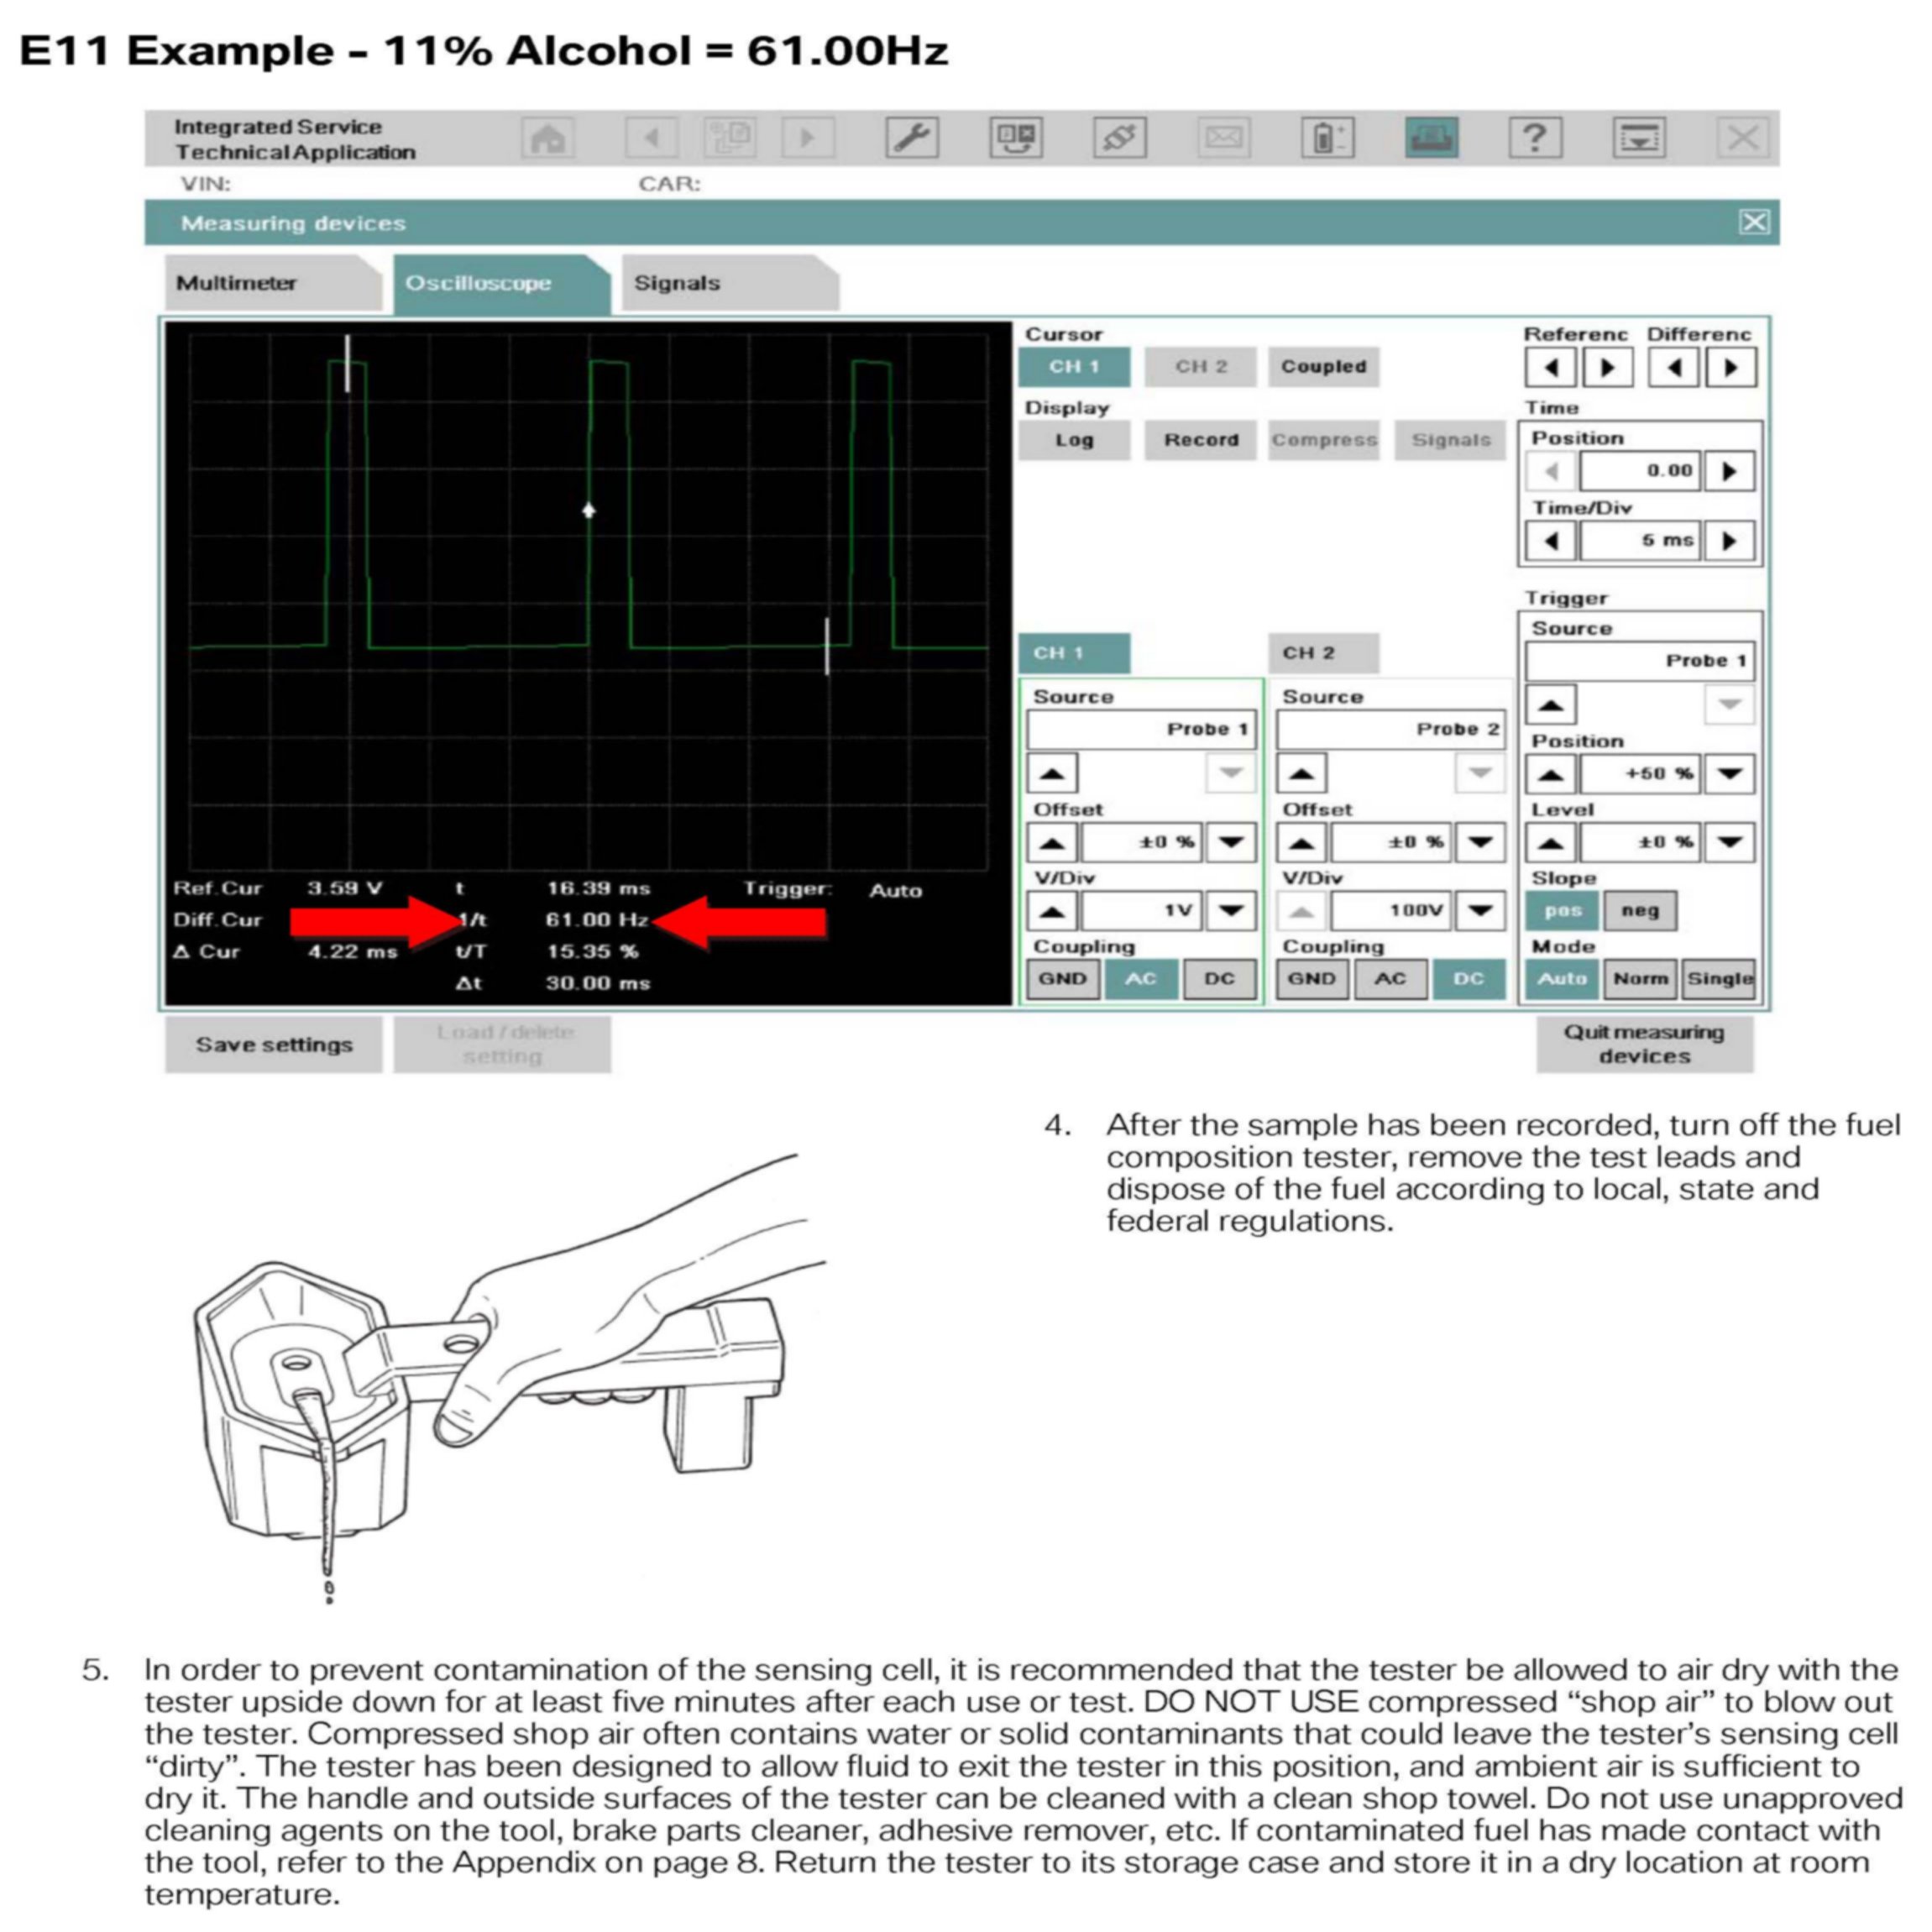 E11 Example - 11% Alcohol = 61.00Hz
Integrated Service
Technical Application
VIN:
CAR:
Measuring devices
Multimeter
Oscilloscope
Signals
Cursor
Referenc Differenc
CH 1
CH 2
Coupled
Display
Time
Log
Record
Compress
Signals
Position
0.00
Time/Div
5 ms
Trigger
Source
Probe 1
CH 1
CH 2
Source
Source
Probe 1
Probe 2
Position
+50 %
Offset
Offset
Level
±0 %
±0 %
±0 %
V/Div
V/Div
Slope
1V
100V
pos
neg
Coupling
Coupling
Mode
GND
AC
DC
GND
AC
DC
Auto
Norm
Single
Ref.Cur 3.59 V t 16.39 ms Trigger: Auto
Diff.Cur 1/t 61.00 Hz
Δ Cur 4.22 ms t/T 15.35 %
Δt 30.00 ms
Save settings
Load / delete
setting
Quit measuring
devices
4. After the sample has been recorded, turn off the fuel
composition tester, remove the test leads and
dispose of the fuel according to local, state and
federal regulations.
5. In order to prevent contamination of the sensing cell, it is recommended that the tester be allowed to air dry with the
tester upside down for at least five minutes after each use or test. DO NOT USE compressed “shop air” to blow out
the tester. Compressed shop air often contains water or solid contaminants that could leave the tester’s sensing cell
“dirty”. The tester has been designed to allow fluid to exit the tester in this position, and ambient air is sufficient to
dry it. The handle and outside surfaces of the tester can be cleaned with a clean shop towel. Do not use unapproved
cleaning agents on the tool, brake parts cleaner, adhesive remover, etc. If contaminated fuel has made contact with
the tool, refer to the Appendix on page 8. Return the tester to its storage case and store it in a dry location at room
temperature.